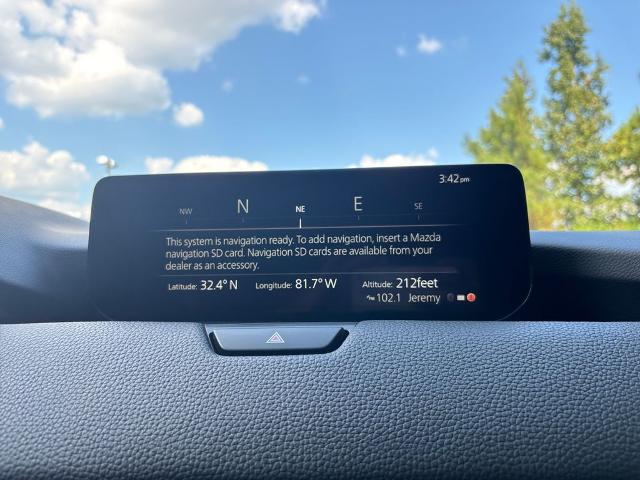 3:42pm
NW N NE E SE
This system is navigation ready. To add navigation, insert a Mazda
navigation SD card. Navigation SD cards are available from your
dealer as an accessory.
Latitude: 32.4° N Longitude: 81.7° W Altitude: 212feet
FM 102.1 Jeremy